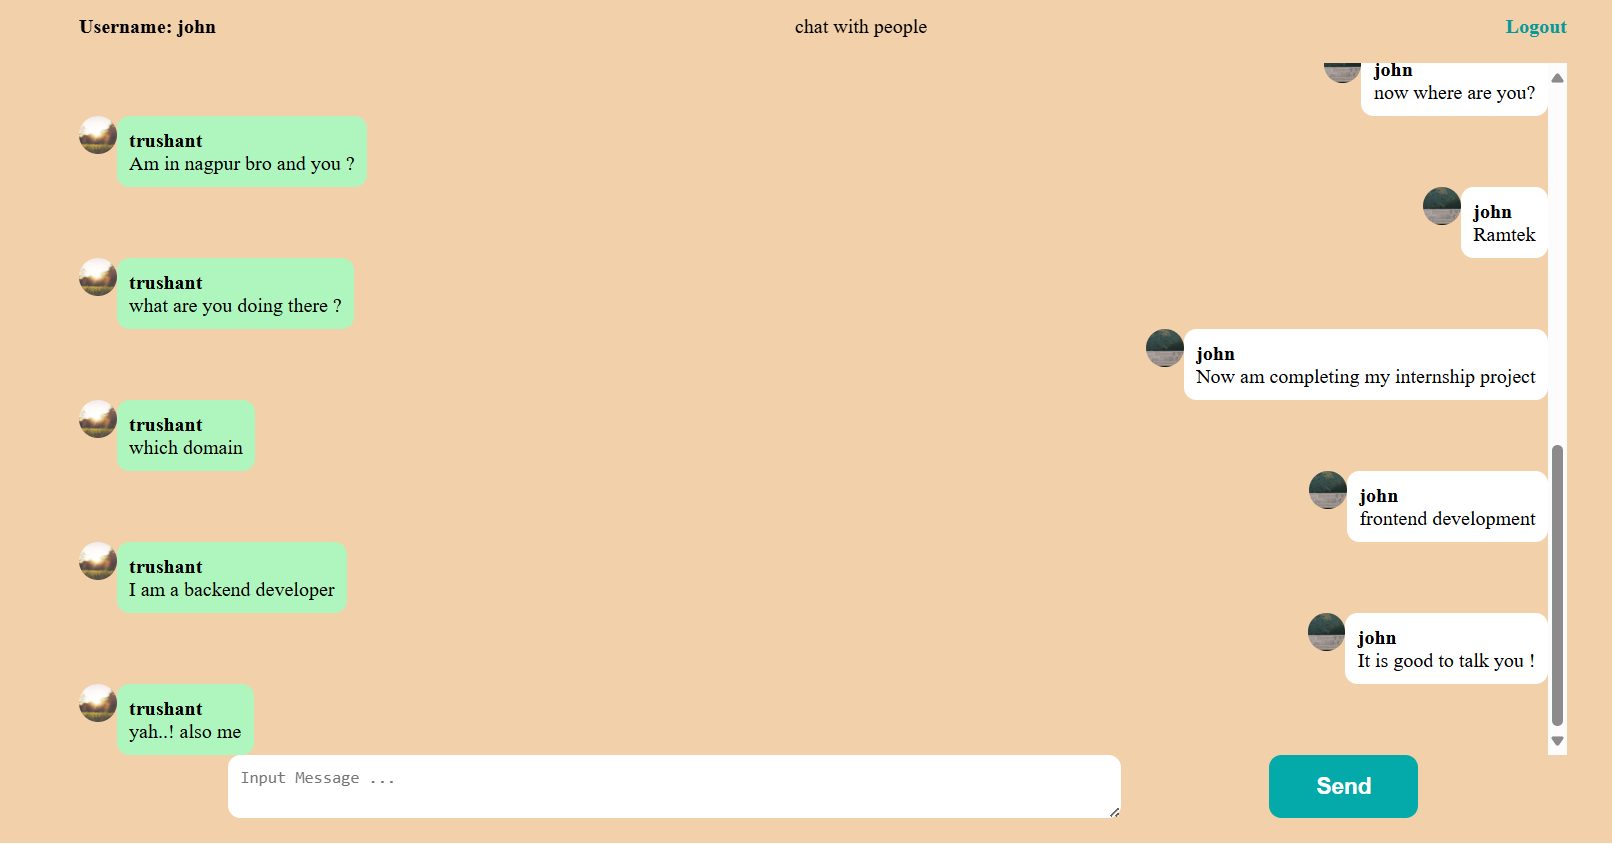 Username: john
chat with people
Logout
john
now where are you?
trushant
Am in nagpur bro and you ?
john
Ramtek
trushant
what are you doing there ?
john
Now am completing my internship project
trushant
which domain
john
frontend development
trushant
I am a backend developer
john
It is good to talk you !
trushant
yah..! also me
Input Message ...
Send